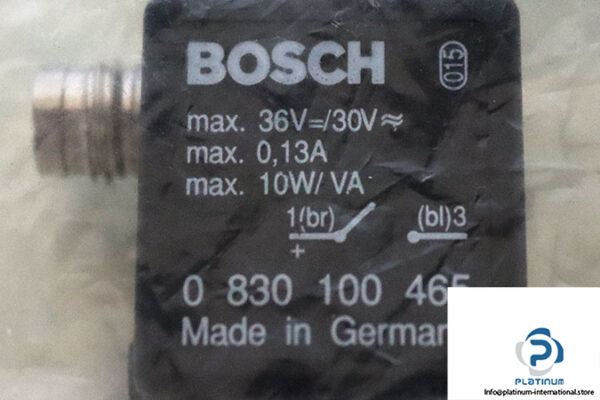 BOSCH
015
max. 36V=/30V≂
max. 0,13A
max. 10W/VA
1(br) (bl)3
+
0 830 100 465
Made in German
PLATINUM
Info@platinum-international.store